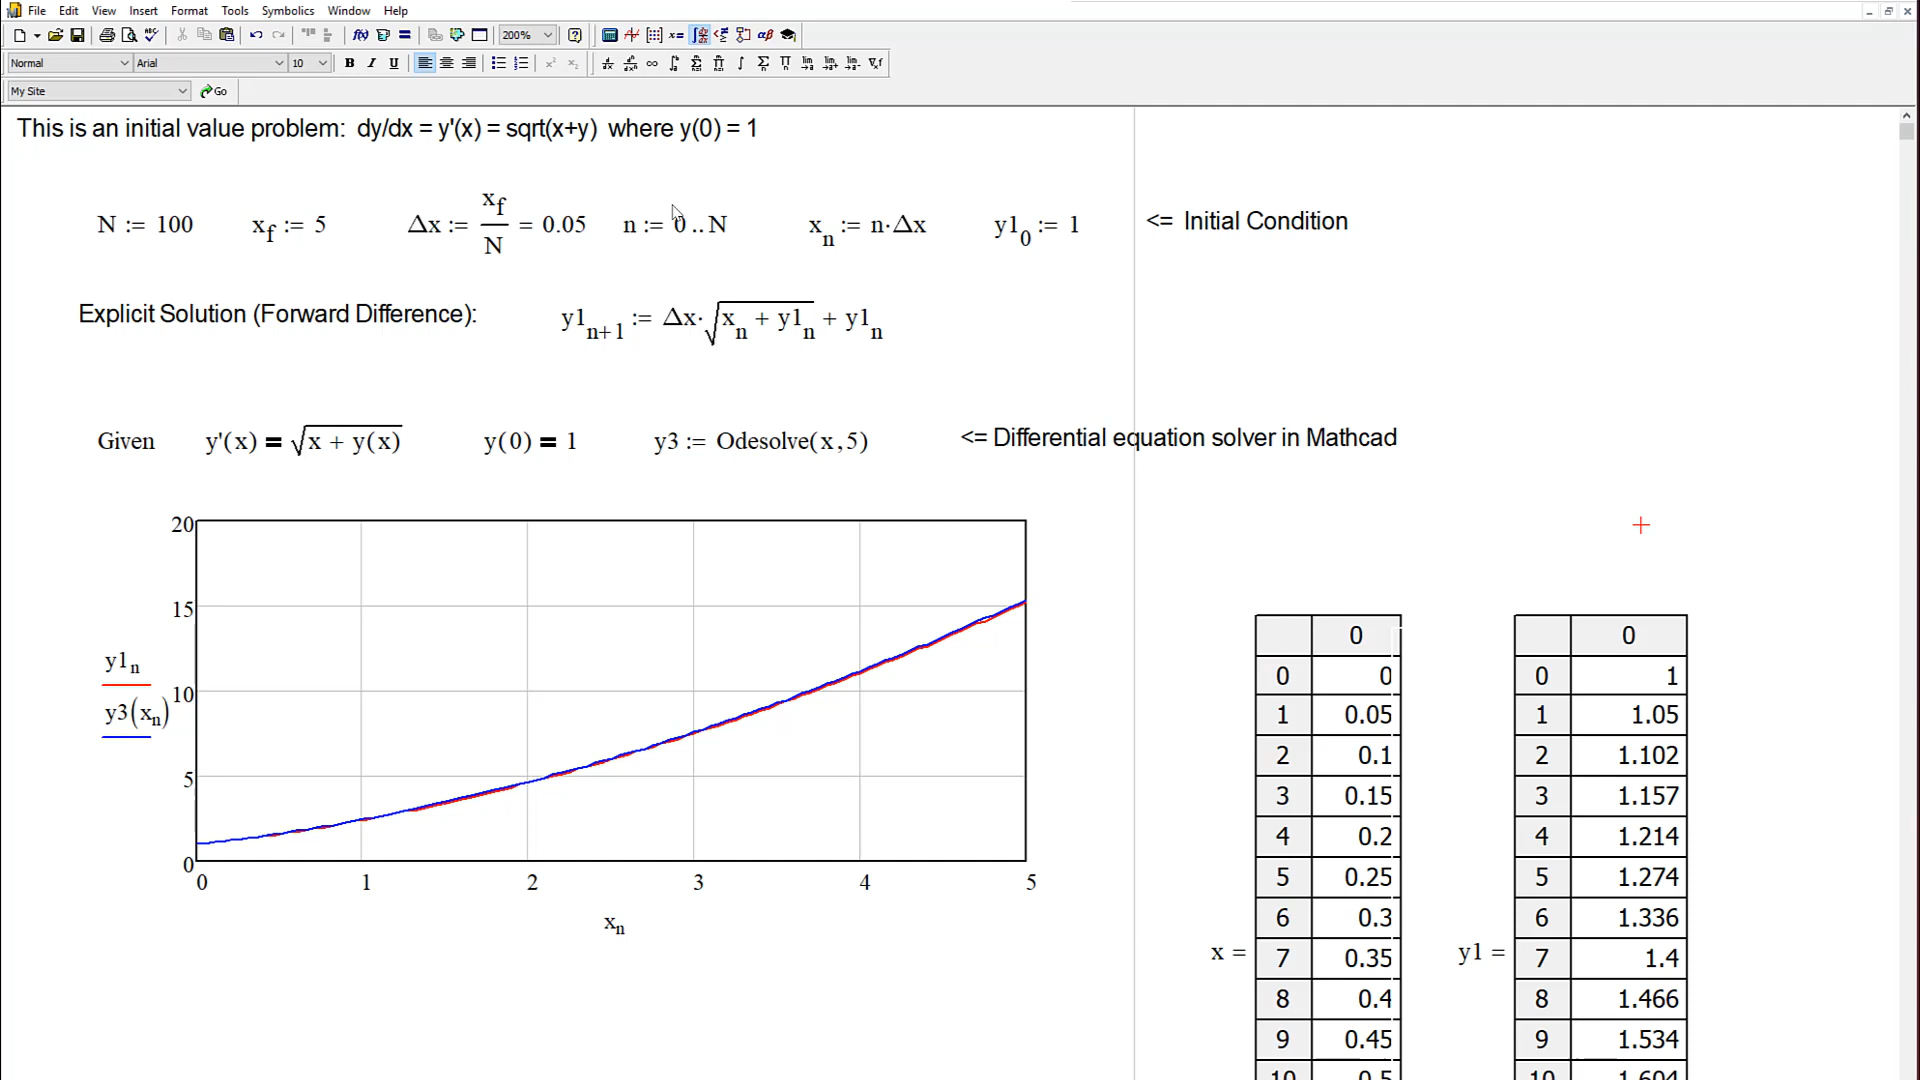 File Edit View Insert Format Tools Symbolics Window Help
200%
Normal Arial 10 B I U
My Site Go
This is an initial value problem: dy/dx = y'(x) = sqrt(x+y) where y(0) = 1
N := 100 x_f := 5 Δx := x_f/N = 0.05 n := 0 .. N x_n := n·Δx y1_0 := 1 <= Initial Condition
Explicit Solution (Forward Difference): y1_n+1 := Δx·√(x_n + y1_n) + y1_n
Given y'(x) = √(x + y(x)) y(0) = 1 y3 := Odesolve(x,5) <= Differential equation solver in Mathcad
20
15
10
5
0
y1_n
y3(x_n)
0 1 2 3 4 5
x_n
x =
0
0 0
1 0.05
2 0.1
3 0.15
4 0.2
5 0.25
6 0.3
7 0.35
8 0.4
9 0.45
10 0.5
y1 =
0
0 1
1 1.05
2 1.102
3 1.157
4 1.214
5 1.274
6 1.336
7 1.4
8 1.466
9 1.534
10 1.604